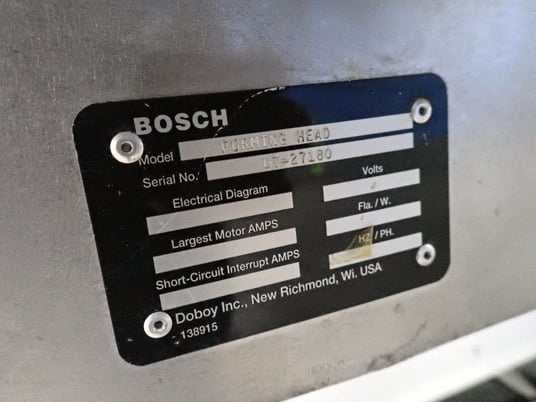 BOSCH
Model FORMING HEAD
Serial No. 07-27180
Electrical Diagram
Volts
Largest Motor AMPS
Fla. / W.
Short-Circuit Interrupt AMPS
HZ / PH.
Doboy Inc., New Richmond, Wi. USA
138915